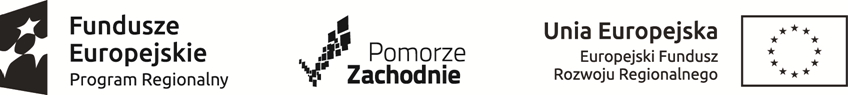 Fundusze
Europejskie
Program Regionalny
Pomorze
Zachodnie
Unia Europejska
Europejski Fundusz
Rozwoju Regionalnego